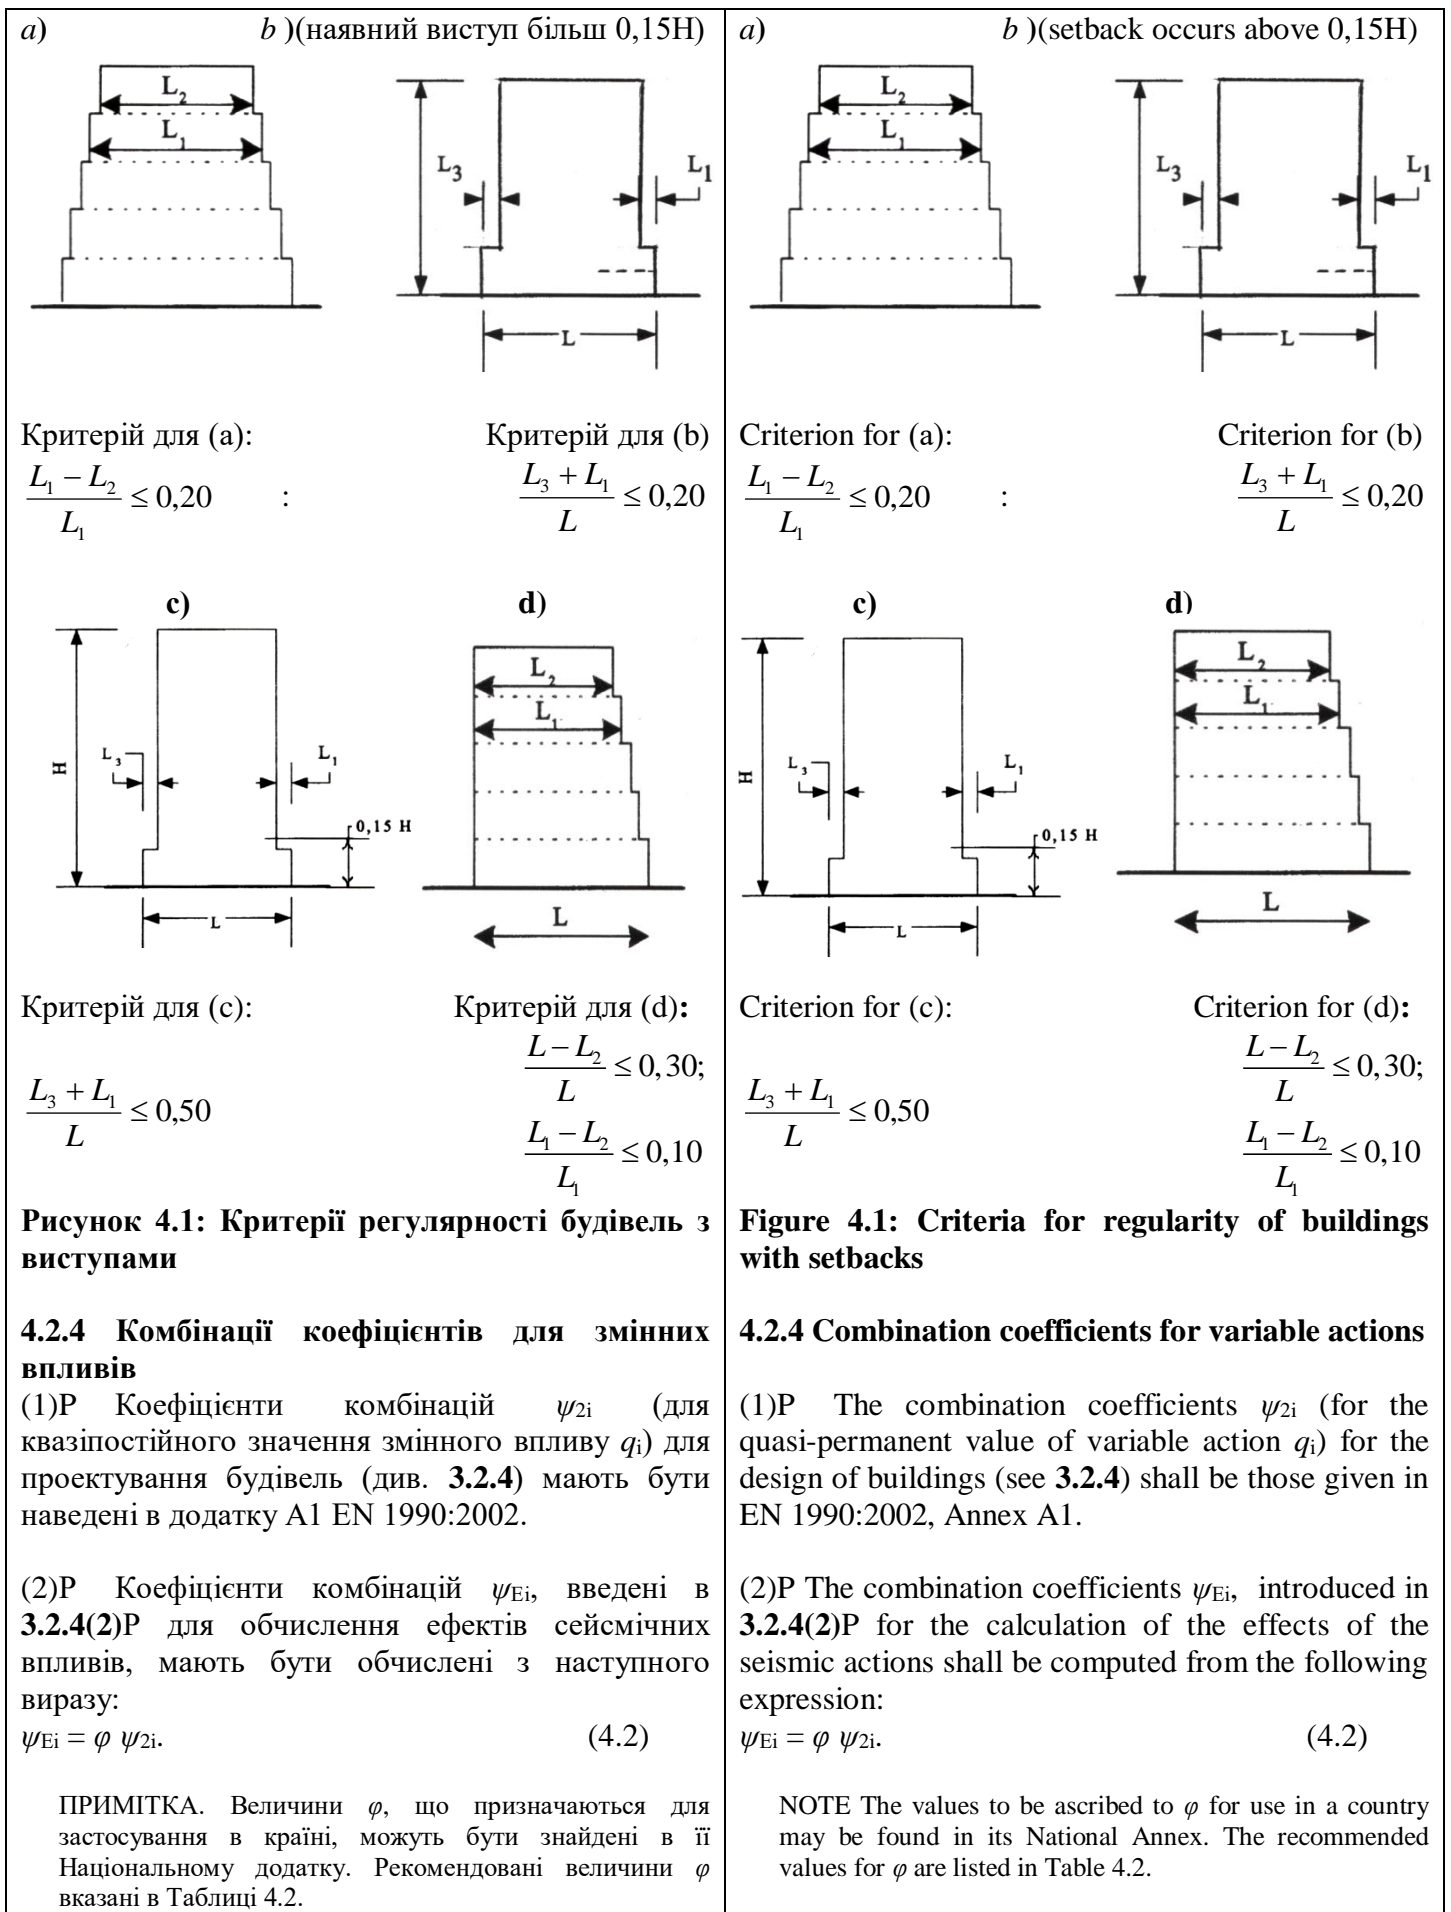 a) b )(наявний виступ більш 0,15Н)
L2
L1
L3
L1
L
Критерій для (a): Критерій для (b)
(L1 − L2)/L1 ≤ 0,20 : (L3 + L1)/L ≤ 0,20
c) d)
H
L3
L1
0,15 H
L
L2
L1
L
Критерій для (c): Критерій для (d):
(L3 + L1)/L ≤ 0,50
(L − L2)/L ≤ 0,30;
(L1 − L2)/L1 ≤ 0,10
Рисунок 4.1: Критерії регулярності будівель з
виступами
4.2.4 Комбінації коефіцієнтів для змінних
впливів
(1)P Коефіцієнти комбінацій ψ2i (для
квазіпостійного значення змінного впливу qi) для
проектування будівель (див. 3.2.4) мають бути
наведені в додатку А1 EN 1990:2002.
(2)P Коефіцієнти комбінацій ψEi, введені в
3.2.4(2)P для обчислення ефектів сейсмічних
впливів, мають бути обчислені з наступного
виразу:
ψEi = φ ψ2i. (4.2)
ПРИМІТКА. Величини φ, що призначаються для
застосування в країні, можуть бути знайдені в її
Національному додатку. Рекомендовані величини φ
вказані в Таблиці 4.2.
a) b )(setback occurs above 0,15H)
L2
L1
L3
L1
L
Criterion for (a): Criterion for (b)
(L1 − L2)/L1 ≤ 0,20 : (L3 + L1)/L ≤ 0,20
c) d)
H
L3
L1
0,15 H
L
L2
L1
L
Criterion for (c): Criterion for (d):
(L3 + L1)/L ≤ 0,50
(L − L2)/L ≤ 0,30;
(L1 − L2)/L1 ≤ 0,10
Figure 4.1: Criteria for regularity of buildings
with setbacks
4.2.4 Combination coefficients for variable actions
(1)P The combination coefficients ψ2i (for the
quasi-permanent value of variable action qi) for the
design of buildings (see 3.2.4) shall be those given in
EN 1990:2002, Annex A1.
(2)P The combination coefficients ψEi, introduced in
3.2.4(2)P for the calculation of the effects of the
seismic actions shall be computed from the following
expression:
ψEi = φ ψ2i. (4.2)
NOTE The values to be ascribed to φ for use in a country
may be found in its National Annex. The recommended
values for φ are listed in Table 4.2.